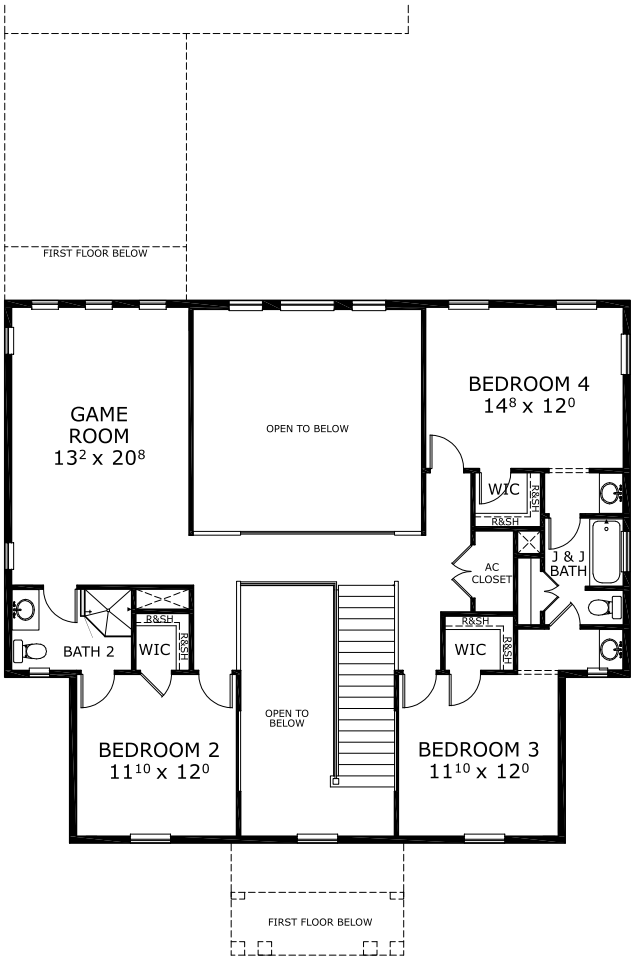 FIRST FLOOR BELOW
BEDROOM 4
14⁸ x 12⁰
GAME
ROOM
13² x 20⁸
OPEN TO BELOW
WIC
R&SH
R&SH
J & J
BATH
AC
CLOSET
R&SH
R&SH
WIC
BATH 2
R&SH
R&SH
WIC
OPEN TO
BELOW
BEDROOM 2
11¹⁰ x 12⁰
BEDROOM 3
11¹⁰ x 12⁰
FIRST FLOOR BELOW